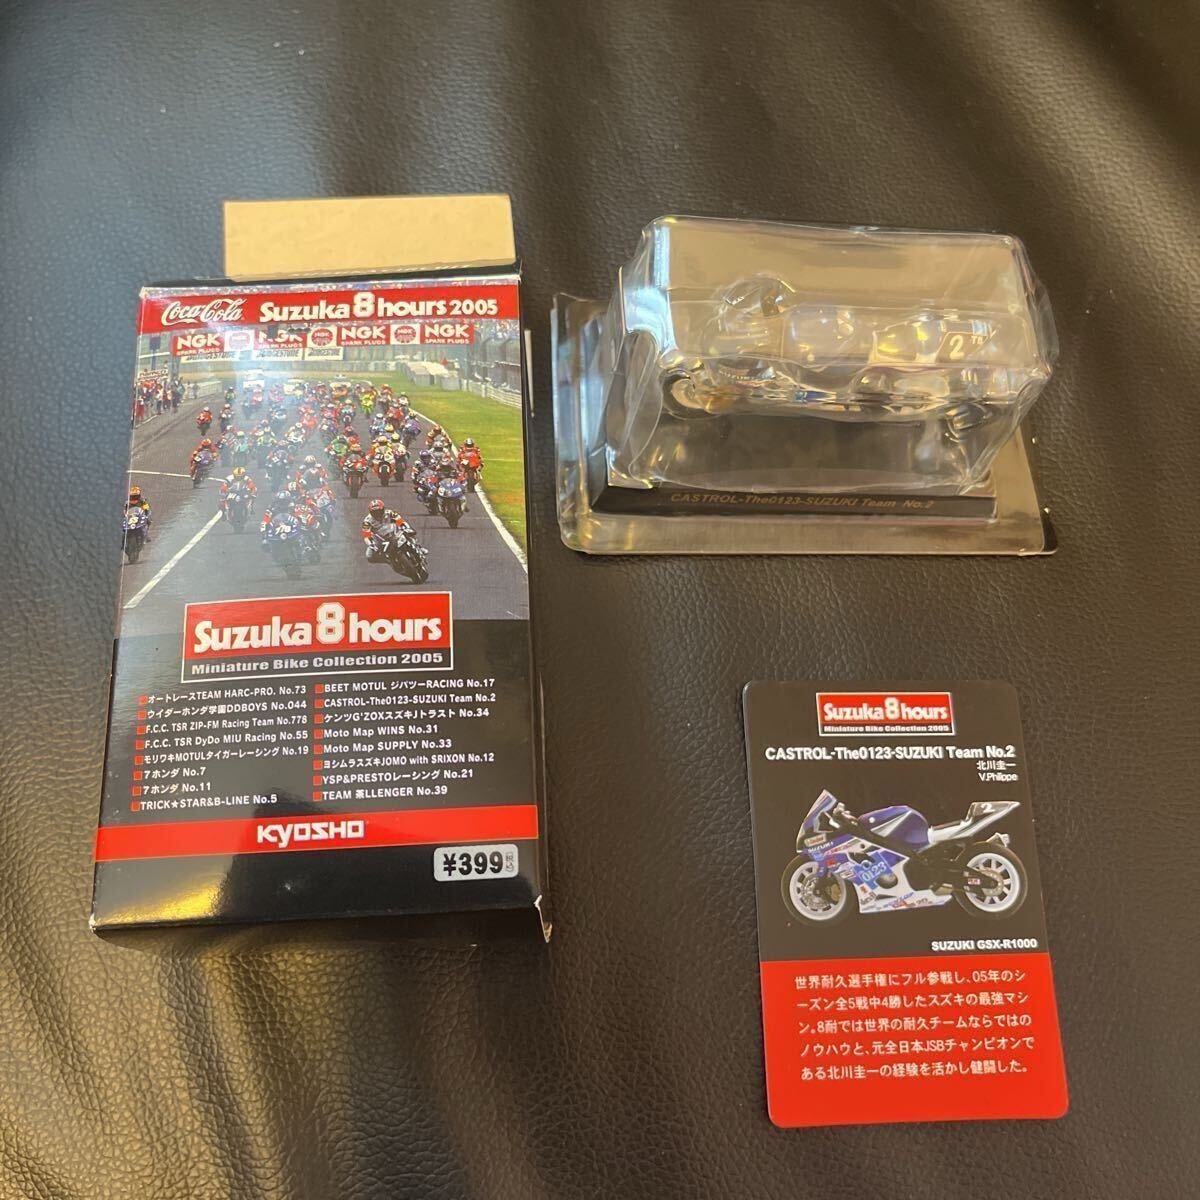 Coca-Cola Suzuka 8 hours 2005
NGK SPARK PLUGS
NGK SPARK PLUGS
NGK SPARK PLUGS
Suzuka 8 hours
Miniature Bike Collection 2005
オートレースTEAM HARC-PRO. No.73
ウイダーホンダ学園DDBOYS No.044
F.C.C. TSR ZIP-FM Racing Team No.778
F.C.C. TSR DyDo MIU Racing No.55
モリワキMOTULタイガーレーシング No.19
7ホンダ No.7
7ホンダ No.11
TRICK★STAR&B-LINE No.5
BEET MOTUL ジパツーRACING No.17
CASTROL-The0123-SUZUKI Team No.2
ケンツG'ZOXスズキJトラスト No.34
Moto Map WINS No.31
Moto Map SUPPLY No.33
ヨシムラスズキJOMO with SRIXON No.12
YSP&PRESTOレーシング No.21
TEAM 茶LLENGER No.39
KYOSHO
¥399 税込
SUZUKI
2
CASTROL-The0123-SUZUKI Team No.2
Suzuka 8 hours
Miniature Bike Collection 2005
CASTROL-The0123-SUZUKI Team No.2
北川圭一
V.Philippe
2
SUZUKI
0123
SUZUKI GSX-R1000
世界耐久選手権にフル参戦し、05年のシ
ーズン全5戦中4勝したスズキの最強マシ
ン。8耐では世界の耐久チームならではの
ノウハウと、元全日本JSBチャンピオンで
ある北川圭一の経験を活かし健闘した。